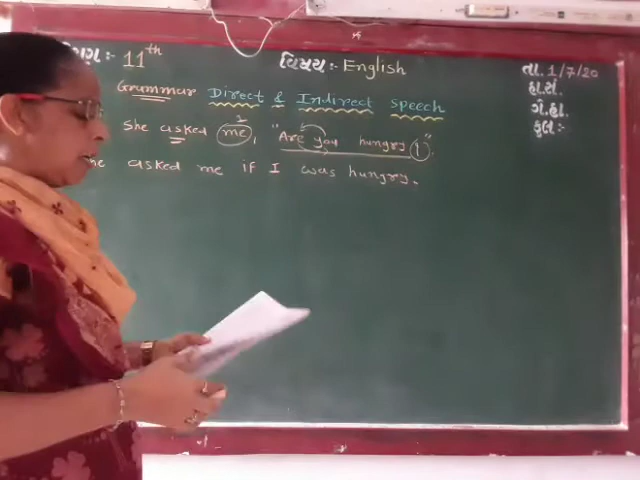 11th
વિષય:- English
તા. 1/7/20
હા.સં.
ગે.હા.
કુલ:-
Grammar Direct & Indirect speech
She asked me, "Are you hungry ?".
asked me if I was hungry.